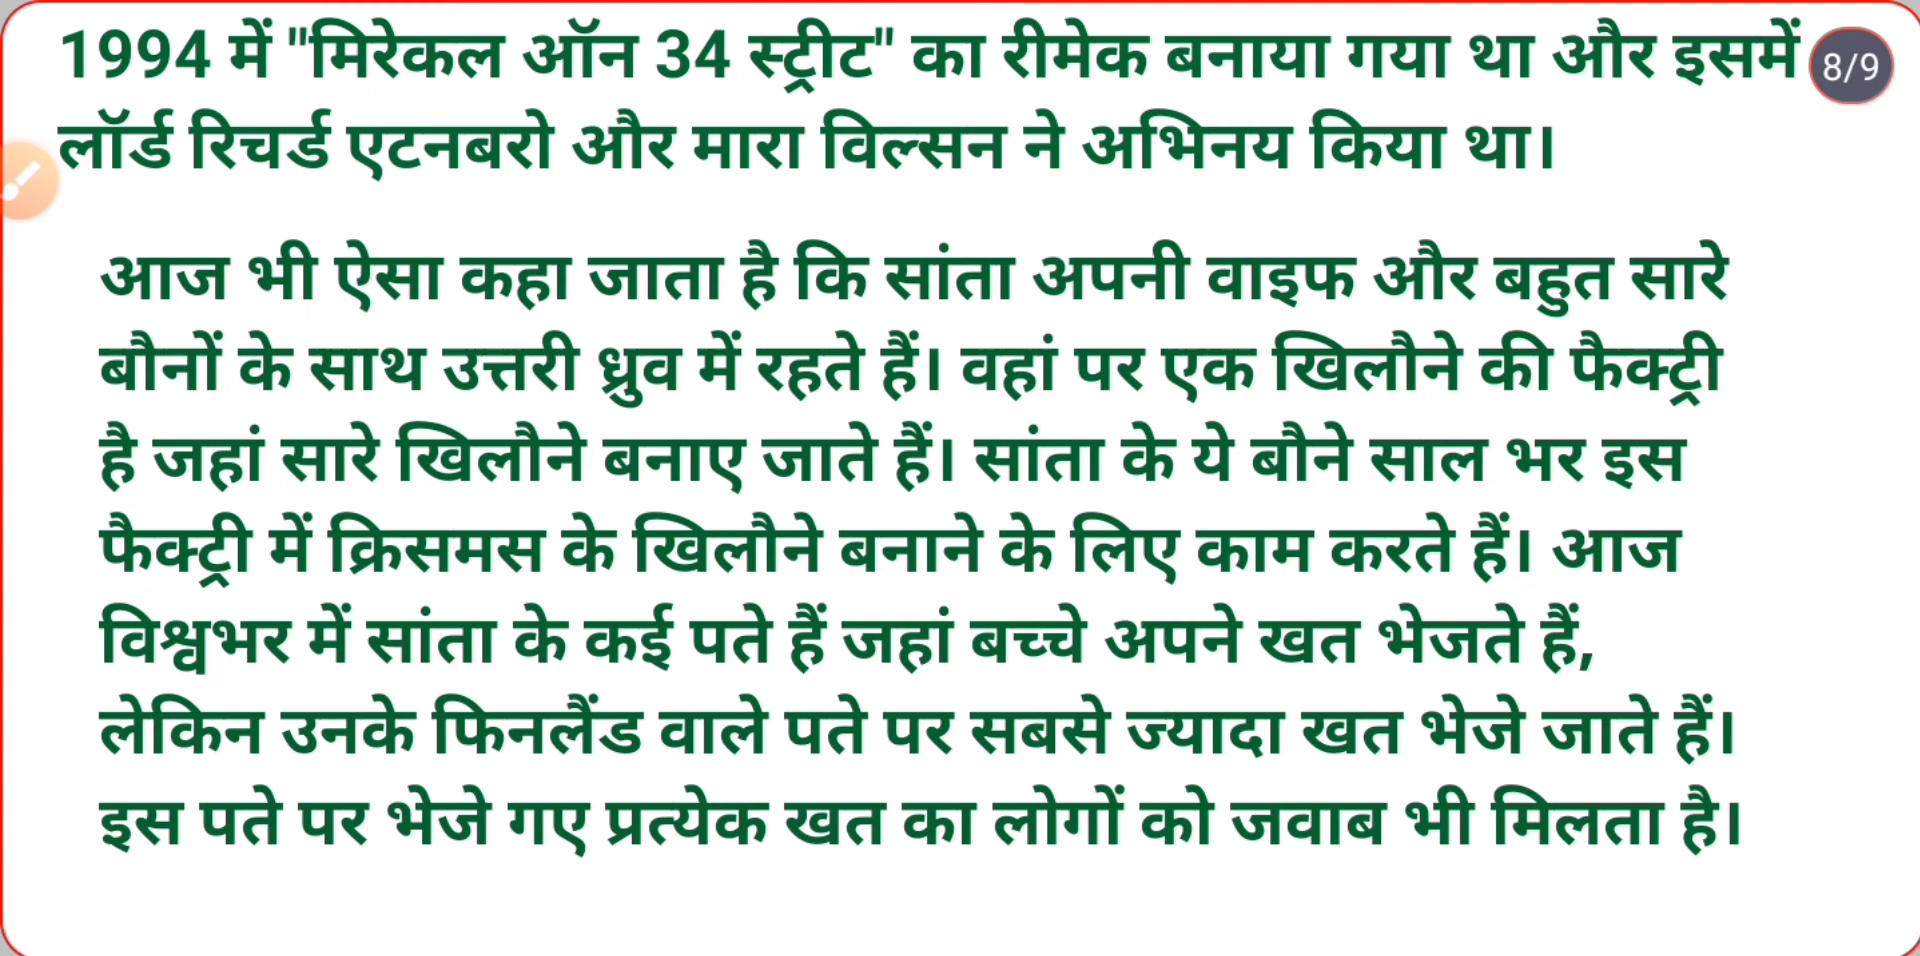 1994 में "मिरेकल ऑन 34 स्ट्रीट" का रीमेक बनाया गया था और इसमें
8/9
लॉर्ड रिचर्ड एटनबरो और मारा विल्सन ने अभिनय किया था।
आज भी ऐसा कहा जाता है कि सांता अपनी वाइफ और बहुत सारे
बौनों के साथ उत्तरी ध्रुव में रहते हैं। वहां पर एक खिलौने की फैक्ट्री
है जहां सारे खिलौने बनाए जाते हैं। सांता के ये बौने साल भर इस
फैक्ट्री में क्रिसमस के खिलौने बनाने के लिए काम करते हैं। आज
विश्वभर में सांता के कई पते हैं जहां बच्चे अपने खत भेजते हैं,
लेकिन उनके फिनलैंड वाले पते पर सबसे ज्यादा खत भेजे जाते हैं।
इस पते पर भेजे गए प्रत्येक खत का लोगों को जवाब भी मिलता है।